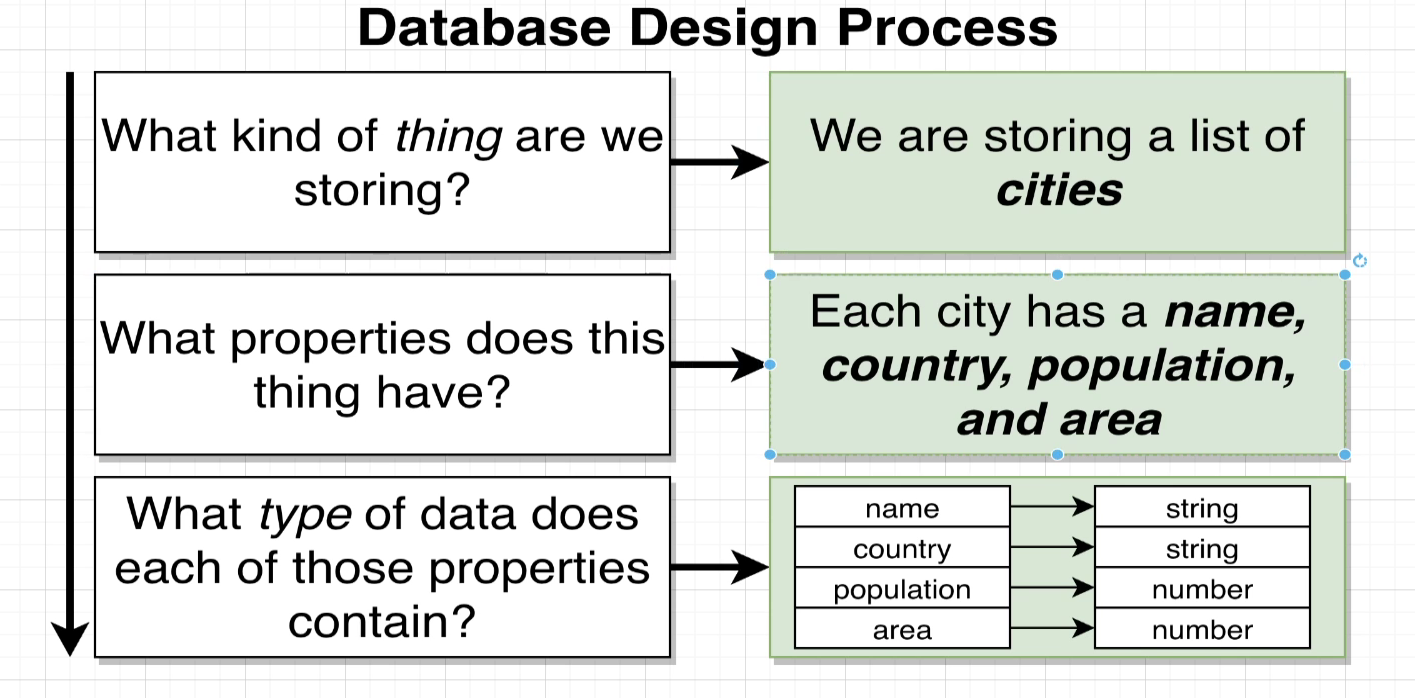 Database Design Process
What kind of thing are we
storing?
We are storing a list of
cities
What properties does this
thing have?
Each city has a name,
country, population,
and area
What type of data does
each of those properties
contain?
name
string
country
string
population
number
area
number